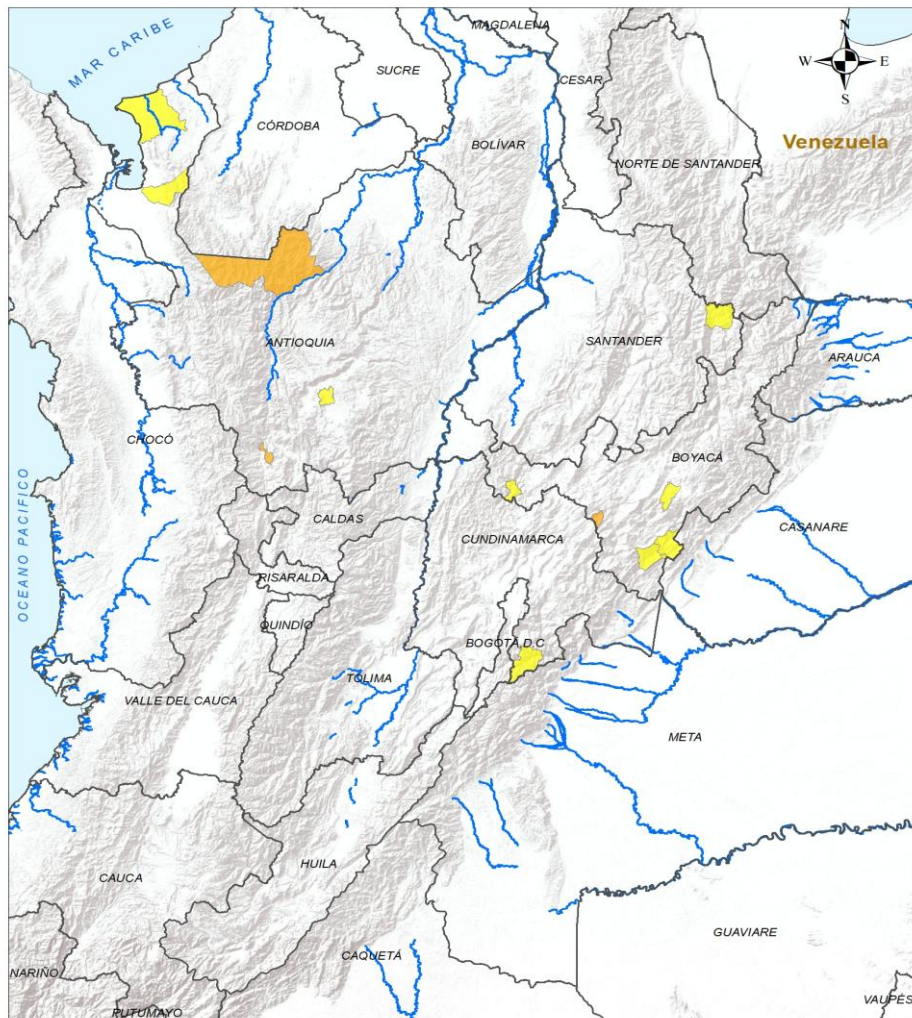 MAGDALENA
N
MAR CARIBE
W
E
SUCRE
CESAR
S
CÓRDOBA
BOLÍVAR
Venezuela
NORTE DE SANTANDER
ANTIOQUIA
SANTANDER
ARAUCA
CHOCÓ
BOYACÁ
OCEANO PACIFICO
CALDAS
CASANARE
CUNDINAMARCA
RISARALDA
QUINDÍO
BOGOTÁ D C
TOLIMA
VALLE DEL CAUCA
META
HUILA
CAUCA
GUAVIARE
CAQUETÁ
NARIÑO
VAUPÉS
PUTUMAYO